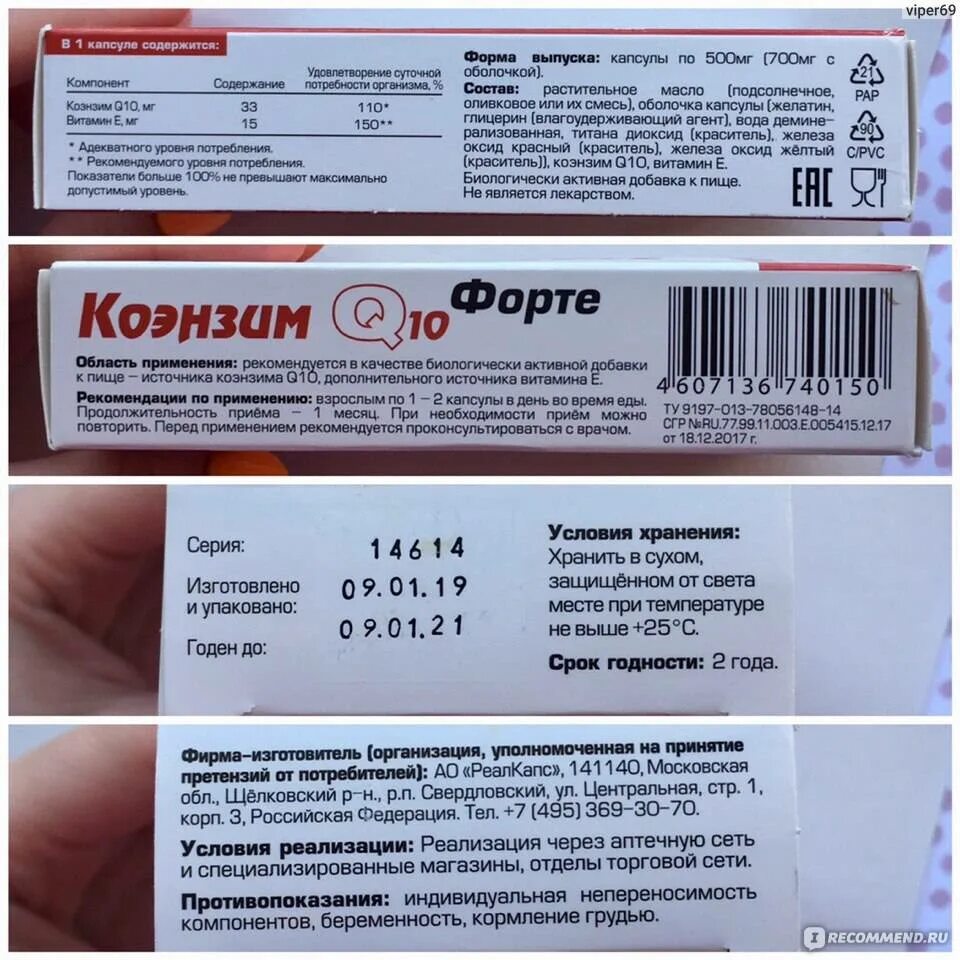 viper69
В 1 капсуле содержится:
Компонент Содержание Удовлетворение суточной потребности организма, %
Коэнзим Q10, мг 33 110*
Витамин Е, мг 15 150**
* Адекватного уровня потребления.
** Рекомендуемого уровня потребления.
Показатели больше 100% не превышают максимально
допустимый уровень.
Форма выпуска: капсулы по 500мг (700мг с
оболочкой).
Состав: растительное масло (подсолнечное,
оливковое или их смесь), оболочка капсулы (желатин,
глицерин (влагоудерживающий агент), вода деминe-
рализованная, титана диоксид (краситель), железа
оксид красный (краситель), железа оксид жёлтый
(краситель)), коэнзим Q10, витамин Е.
Биологически активная добавка к пище.
Не является лекарством.
21
PAP
90
C/PVC
EAC
Коэнзим Q10 Форте
Область применения: рекомендуется в качестве биологически активной добавки
к пище – источника коэнзима Q10, дополнительного источника витамина Е.
Рекомендации по применению: взрослым по 1 – 2 капсулы в день во время еды.
Продолжительность приёма – 1 месяц. При необходимости приём можно
повторить. Перед применением рекомендуется проконсультироваться с врачом.
4 607136 740150
ТУ 9197-013-78056148-14
СГР №RU.77.99.11.003.Е.005415.12.17
от 18.12.2017 г.
Серия: 14614
Изготовлено
и упаковано: 09.01.19
Годен до: 09.01.21
Условия хранения:
Хранить в сухом,
защищённом от света
месте при температуре
не выше +25°С.
Срок годности: 2 года.
Фирма-изготовитель (организация, уполномоченная на принятие
претензий от потребителей): АО «РеалКапс», 141140, Московская
обл., Щёлковский р-н., р.п. Свердловский, ул. Центральная, стр. 1,
корп. 3, Российская Федерация. Тел. +7 (495) 369-30-70.
Условия реализации: Реализация через аптечную сеть
и специализированные магазины, отделы торговой сети.
Противопоказания: индивидуальная непереносимость
компонентов, беременность, кормление грудью.
IRECOMMEND.RU